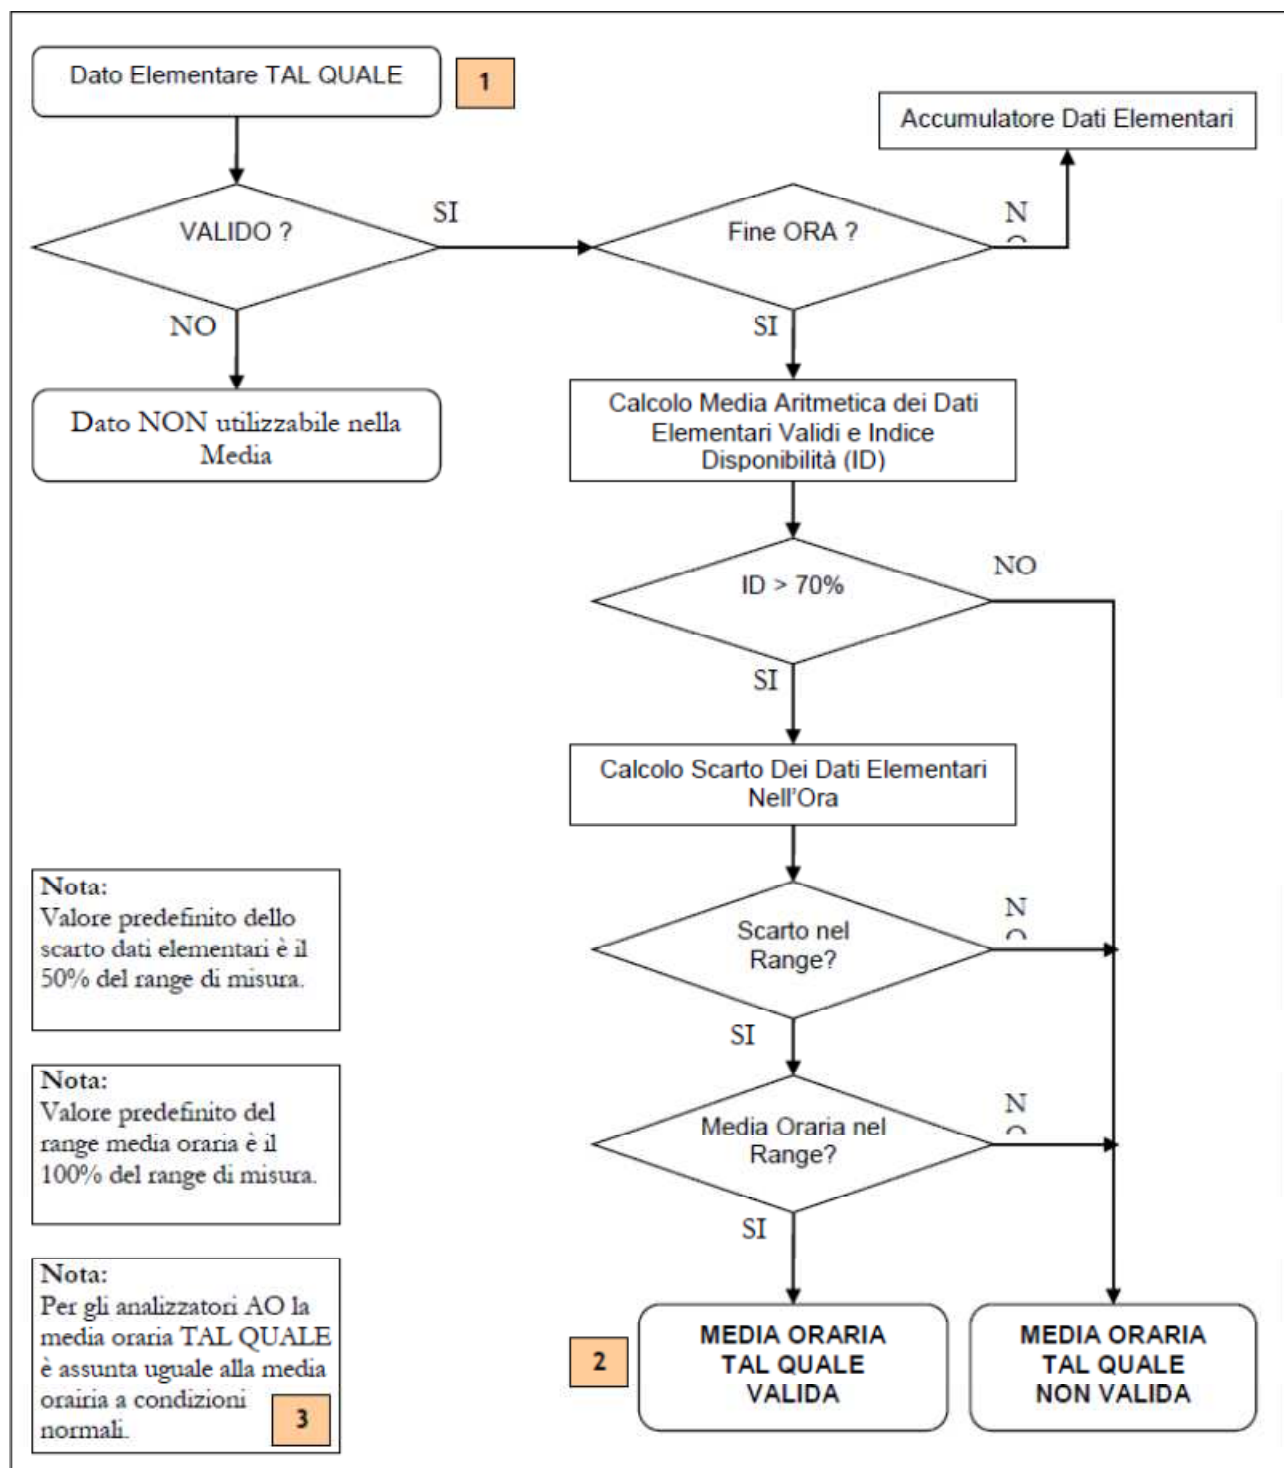 Dato Elementare TAL QUALE
1
Accumulatore Dati Elementari
VALIDO ?
SI
Fine ORA ?
N
NO
SI
Dato NON utilizzabile nella
Media
Calcolo Media Aritmetica dei Dati
Elementari Validi e Indice
Disponibilità (ID)
ID > 70%
NO
SI
Calcolo Scarto Dei Dati Elementari
Nell'Ora
Nota:
Valore predefinito dello
scarto dati elementari è il
50% del range di misura.
Scarto nel
Range?
N
SI
Nota:
Valore predefinito del
range media oraria è il
100% del range di misura.
Media Oraria nel
Range?
N
SI
Nota:
Per gli analizzatori AO la
media oraria TAL QUALE
è assunta uguale alla media
orairia a condizioni
normali.
3
2
MEDIA ORARIA
TAL QUALE
VALIDA
MEDIA ORARIA
TAL QUALE
NON VALIDA